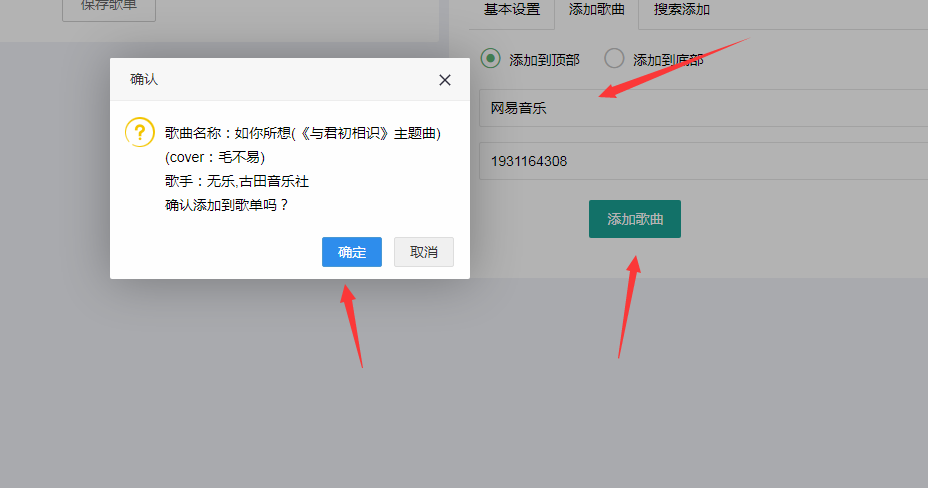 保存歌单
基本设置 添加歌曲 搜索添加
添加到顶部 添加到底部
网易音乐
1931164308
添加歌曲
确认
歌曲名称：如你所想(《与君初相识》主题曲)
(cover：毛不易)
歌手：无乐,古田音乐社
确认添加到歌单吗？
确定 取消